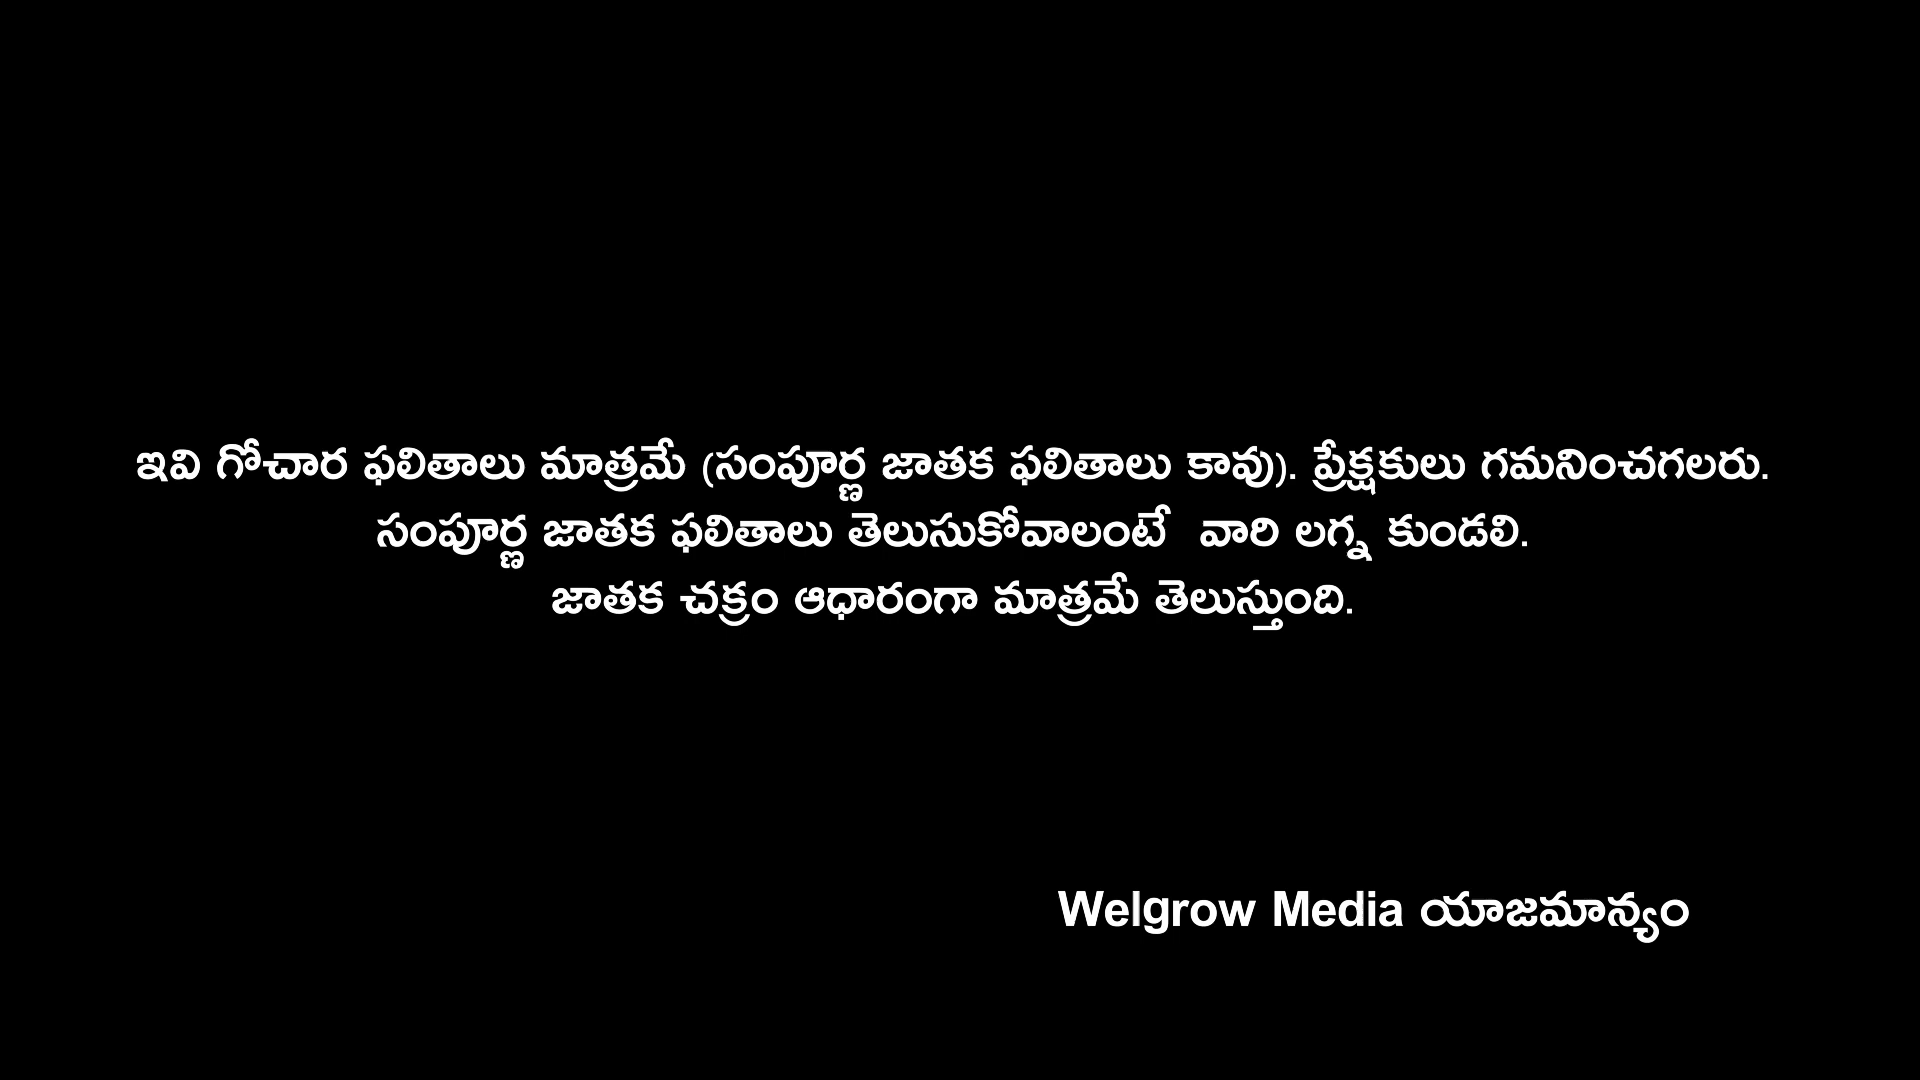 ఇవి గోచార ఫలితాలు మాత్రమే (సంపూర్ణ జాతక ఫలితాలు కావు). ప్రేక్షకులు గమనించగలరు.
సంపూర్ణ జాతక ఫలితాలు తెలుసుకోవాలంటే వారి లగ్న కుండలి.
జాతక చక్రం ఆధారంగా మాత్రమే తెలుస్తుంది.
Welgrow Media యాజమాన్యం